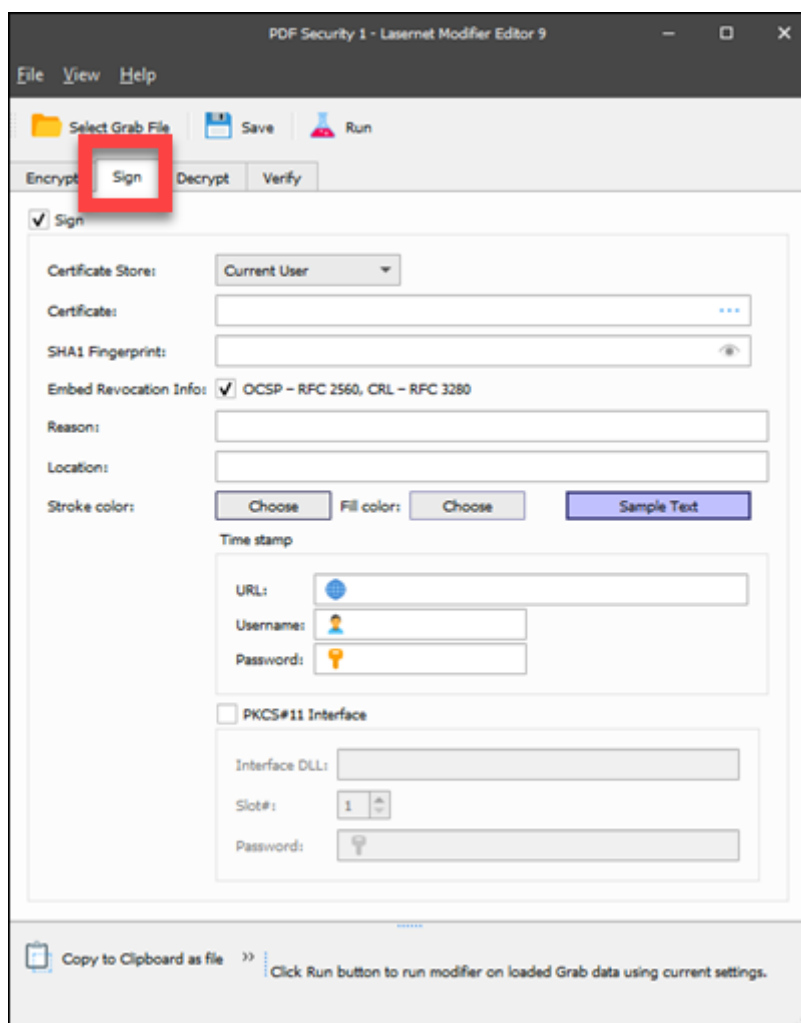 PDF Security 1 - Lasernet Modifier Editor 9
File View Help
Select Grab File Save Run
Encrypt Sign Decrypt Verify
Sign
Certificate Store: Current User
Certificate:
SHA1 Fingerprint:
Embed Revocation Info: OCSP – RFC 2560, CRL – RFC 3280
Reason:
Location:
Stroke color: Choose Fill color: Choose Sample Text
Time stamp
URL:
Username:
Password:
PKCS#11 Interface
Interface DLL:
Slot#: 1
Password:
Copy to Clipboard as file »
Click Run button to run modifier on loaded Grab data using current settings.